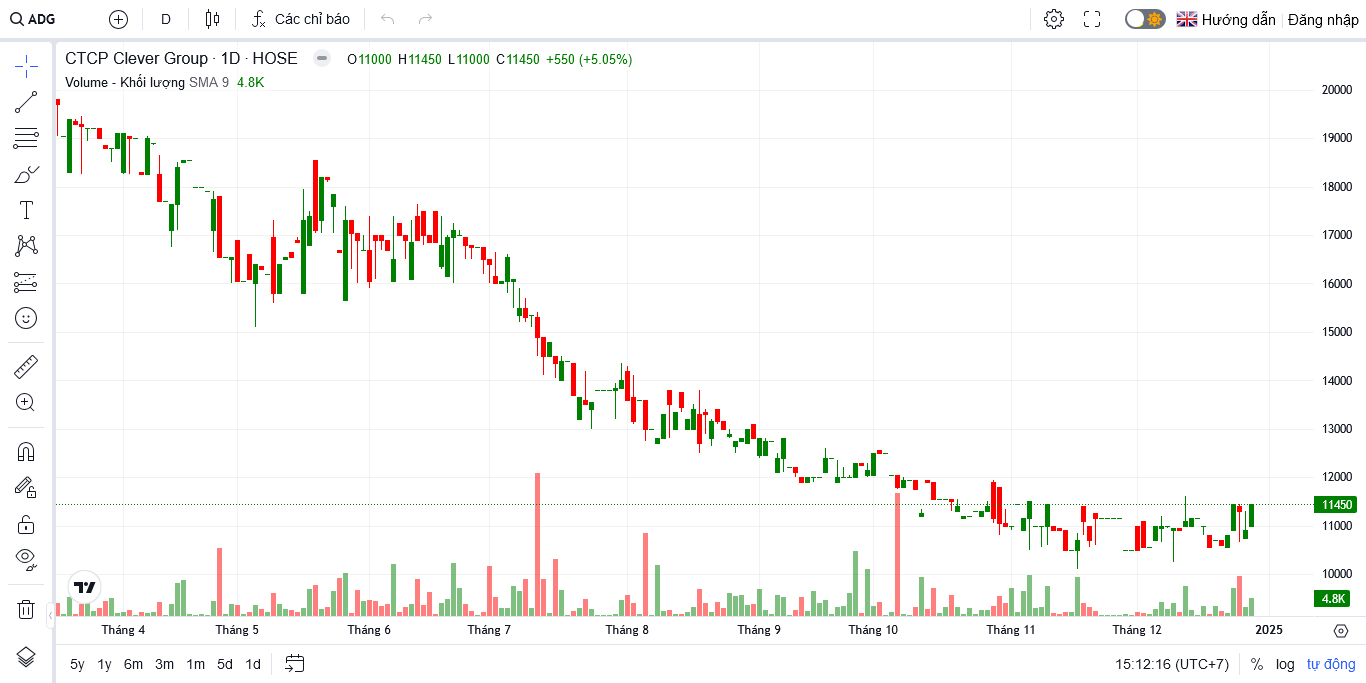 ADG D Các chỉ báo Hướng dẫn Đăng nhập
CTCP Clever Group · 1D · HOSE O11000 H11450 L11000 C11450 +550 (+5.05%)
Volume - Khối lượng SMA 9 4.8K
20000
19000
18000
17000
16000
15000
14000
13000
12000
11450
11000
10000
4.8K
Tháng 4 Tháng 5 Tháng 6 Tháng 7 Tháng 8 Tháng 9 Tháng 10 Tháng 11 Tháng 12 2025
5y 1y 6m 3m 1m 5d 1d 15:12:16 (UTC+7) % log tự động